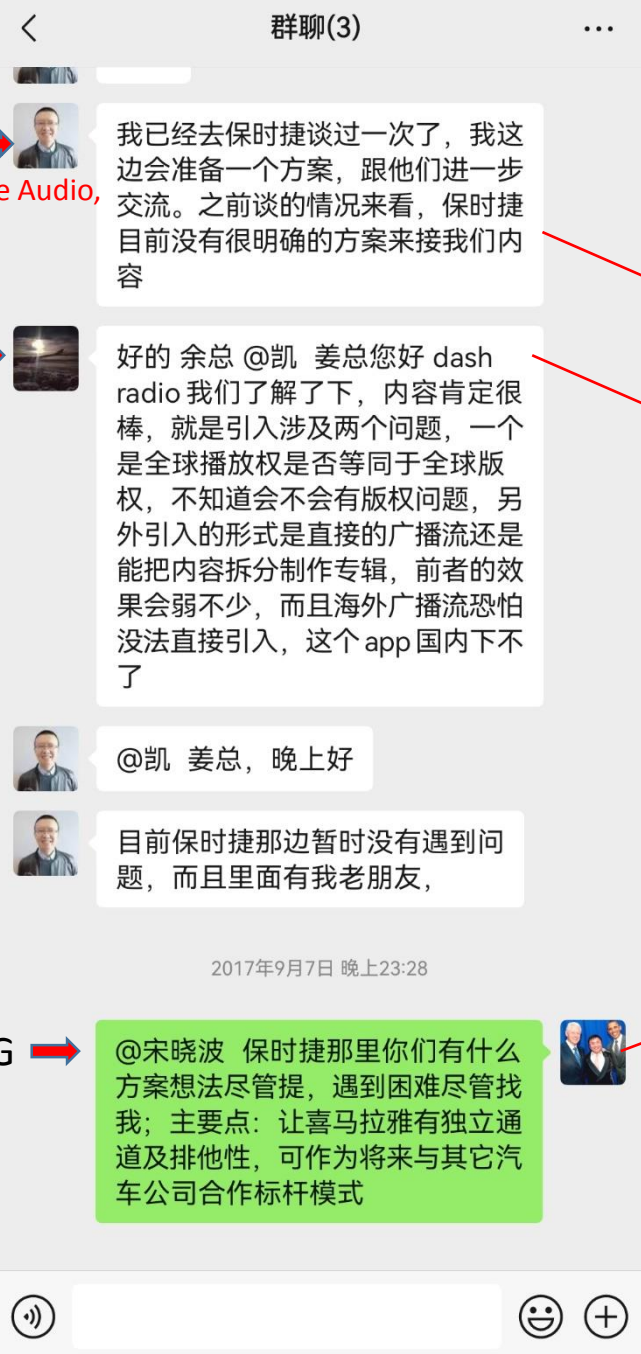 群聊(3)
我已经去保时捷谈过一次了，我这
边会准备一个方案，跟他们进一步
e Audio,
交流。之前谈的情况来看，保时捷
目前没有很明确的方案来接我们内
容
好的 余总 @凯 姜总您好 dash
radio 我们了解了下，内容肯定很
棒，就是引入涉及两个问题，一个
是全球播放权是否等同于全球版
权，不知道会不会有版权问题，另
外引入的形式是直接的广播流还是
能把内容拆分制作专辑，前者的效
果会弱不少，而且海外广播流恐怕
没法直接引入，这个 app 国内下不
了
@凯 姜总，晚上好
目前保时捷那边暂时没有遇到问
题，而且里面有我老朋友，
2017年9月7日 晚上23:28
G
@宋晓波 保时捷那里你们有什么
方案想法尽管提，遇到困难尽管找
我；主要点：让喜马拉雅有独立通
道及排他性，可作为将来与其它汽
车公司合作标杆模式